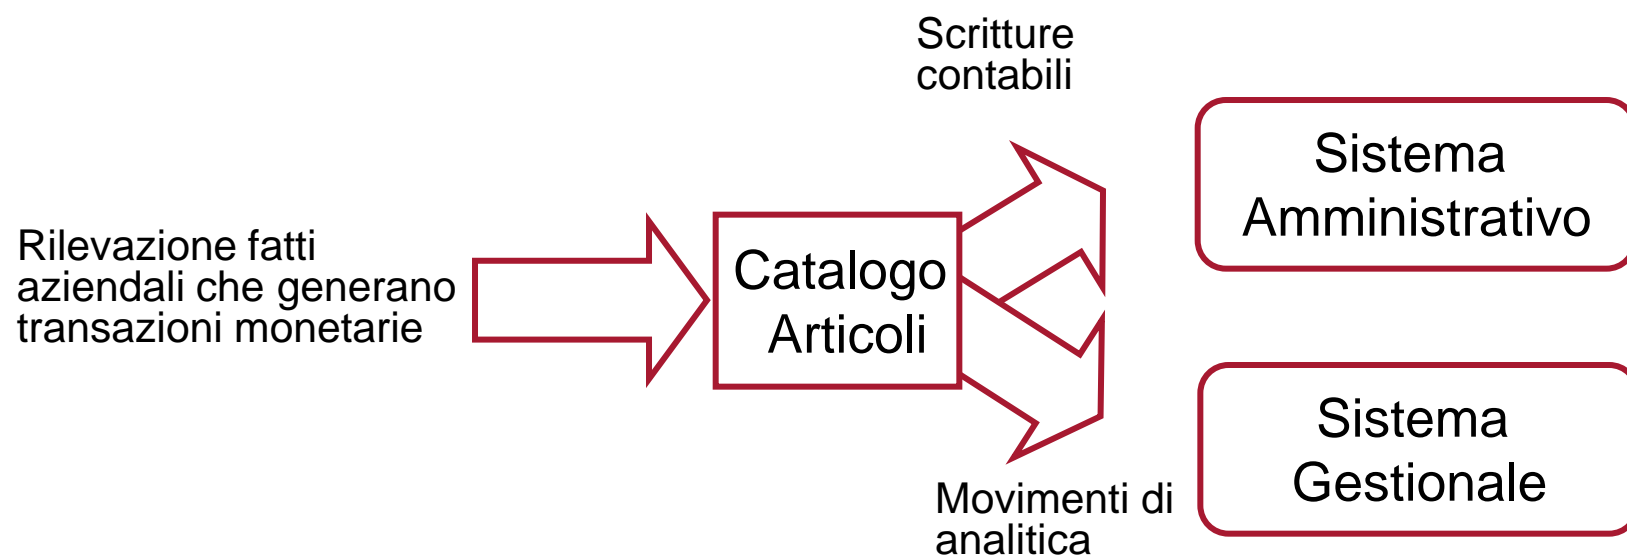 Rilevazione fatti
aziendali che generano
transazioni monetarie
Catalogo
Articoli
Scritture
contabili
Sistema
Amministrativo
Movimenti di
analitica
Sistema
Gestionale